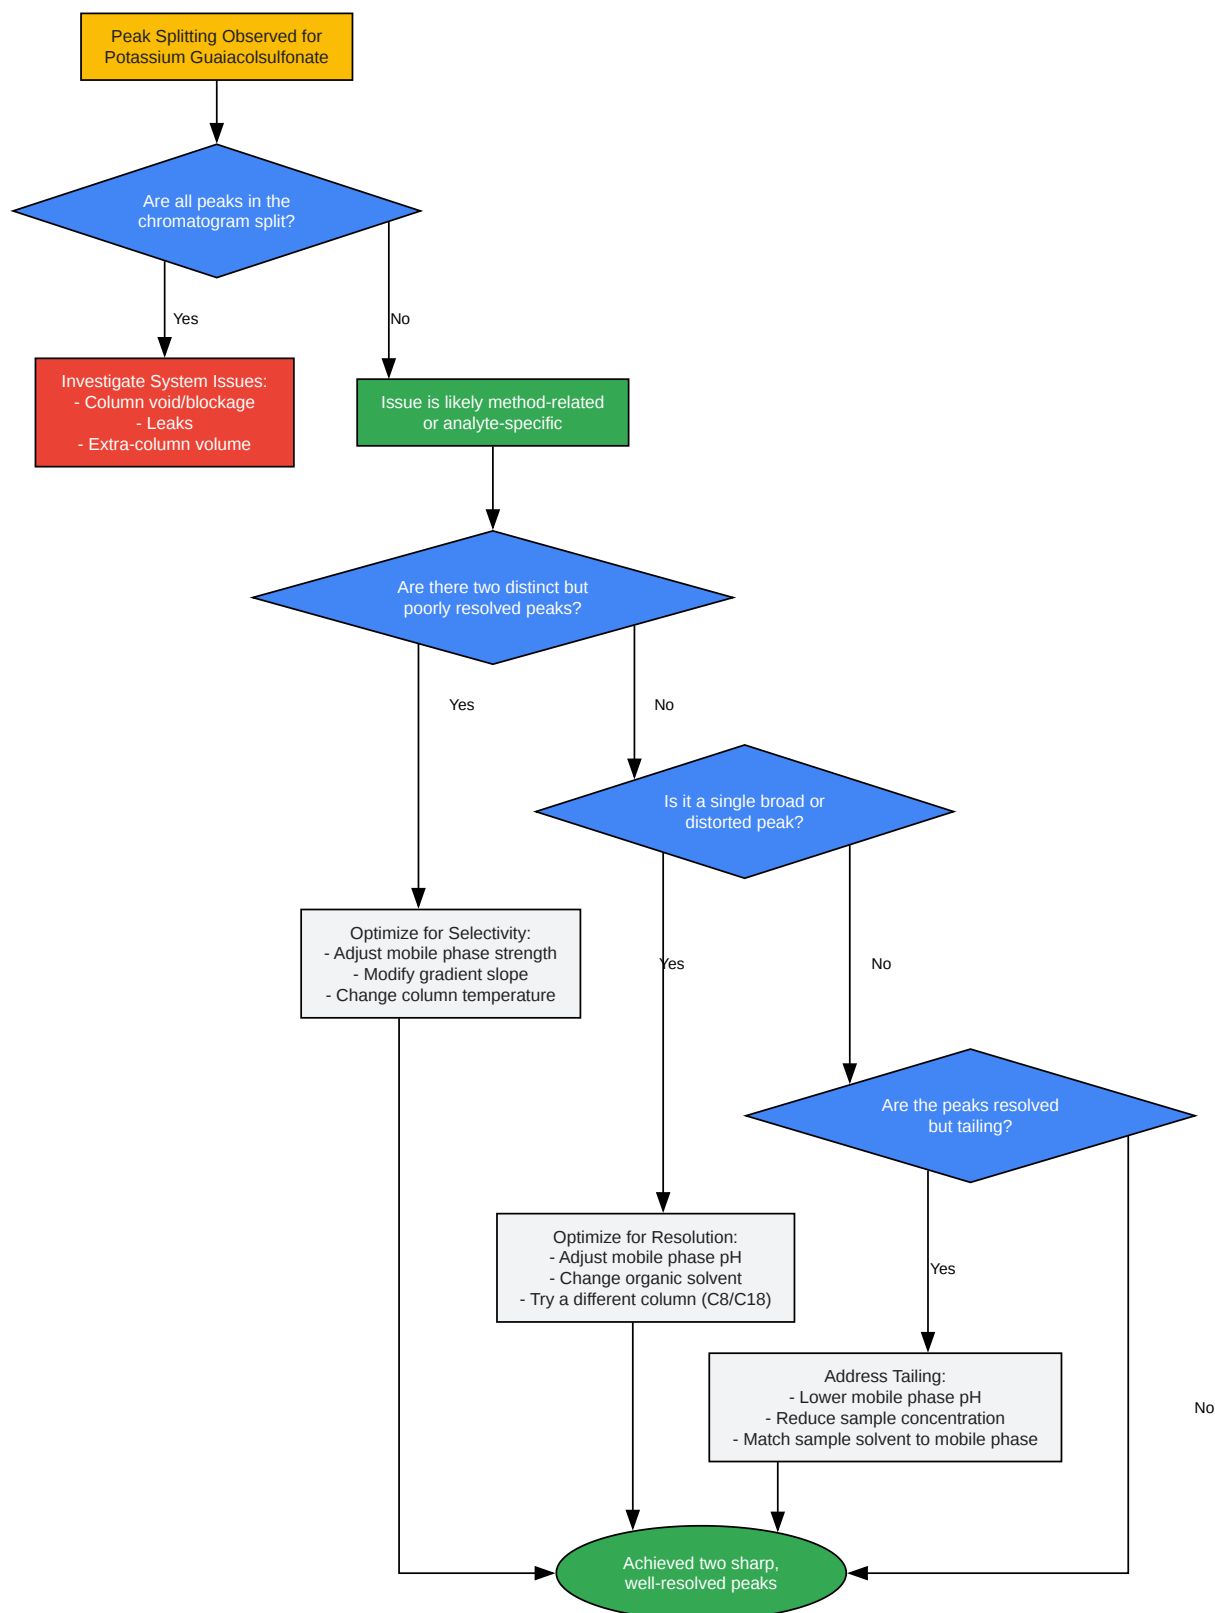 Peak Splitting Observed for
Potassium Guaiacolsulfonate
Are all peaks in the
chromatogram split?
Yes
No
Investigate System Issues:
- Column void/blockage
- Leaks
- Extra-column volume
Issue is likely method-related
or analyte-specific
Are there two distinct but
poorly resolved peaks?
Yes
No
Is it a single broad or
distorted peak?
Optimize for Selectivity:
- Adjust mobile phase strength
- Modify gradient slope
- Change column temperature
Yes
No
Are the peaks resolved
but tailing?
Optimize for Resolution:
- Adjust mobile phase pH
- Change organic solvent
- Try a different column (C8/C18)
Yes
Address Tailing:
- Lower mobile phase pH
- Reduce sample concentration
- Match sample solvent to mobile phase
No
Achieved two sharp,
well-resolved peaks